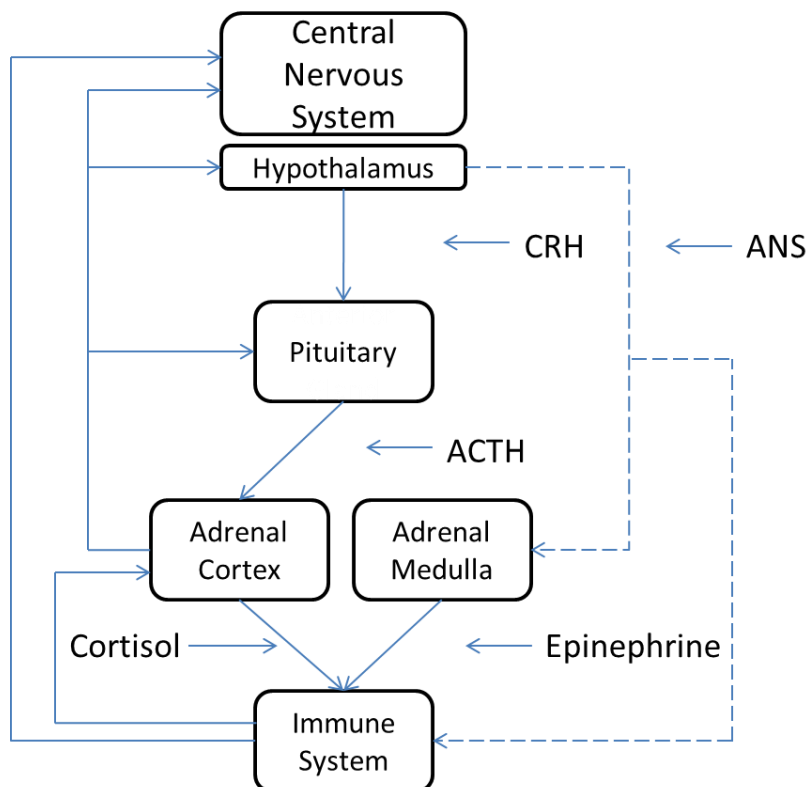 Central
Nervous
System
Hypothalamus
CRH
ANS
Pituitary
ACTH
Adrenal
Cortex
Adrenal
Medulla
Cortisol
Epinephrine
Immune
System